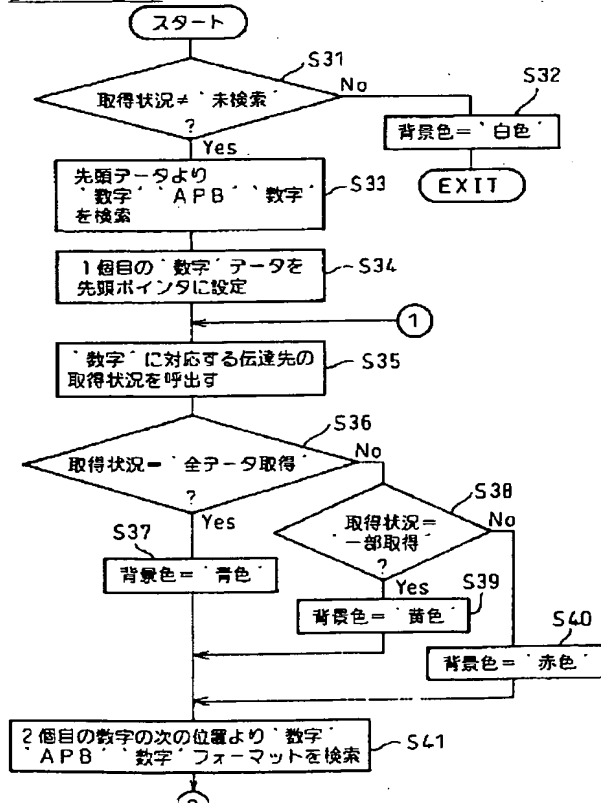 スタート
S31
取得状況≠`未検索´
?
No
Yes
S32
背景色=`白色´
EXIT
先頭データより
`数字´`APB´`数字´
を検索
S33
1個目の`数字´データを
先頭ポインタに設定
S34
1
`数字´に対応する伝達先の
取得状況を呼出す
S35
S36
取得状況=`全データ取得´
?
No
Yes
S37
背景色=`青色´
S38
取得状況=
`一部取得´
?
No
Yes
S39
背景色=`黄色´
S40
背景色=`赤色´
2個目の数字の次の位置より`数字´
`APB´`数字´フォーマットを検索
S41